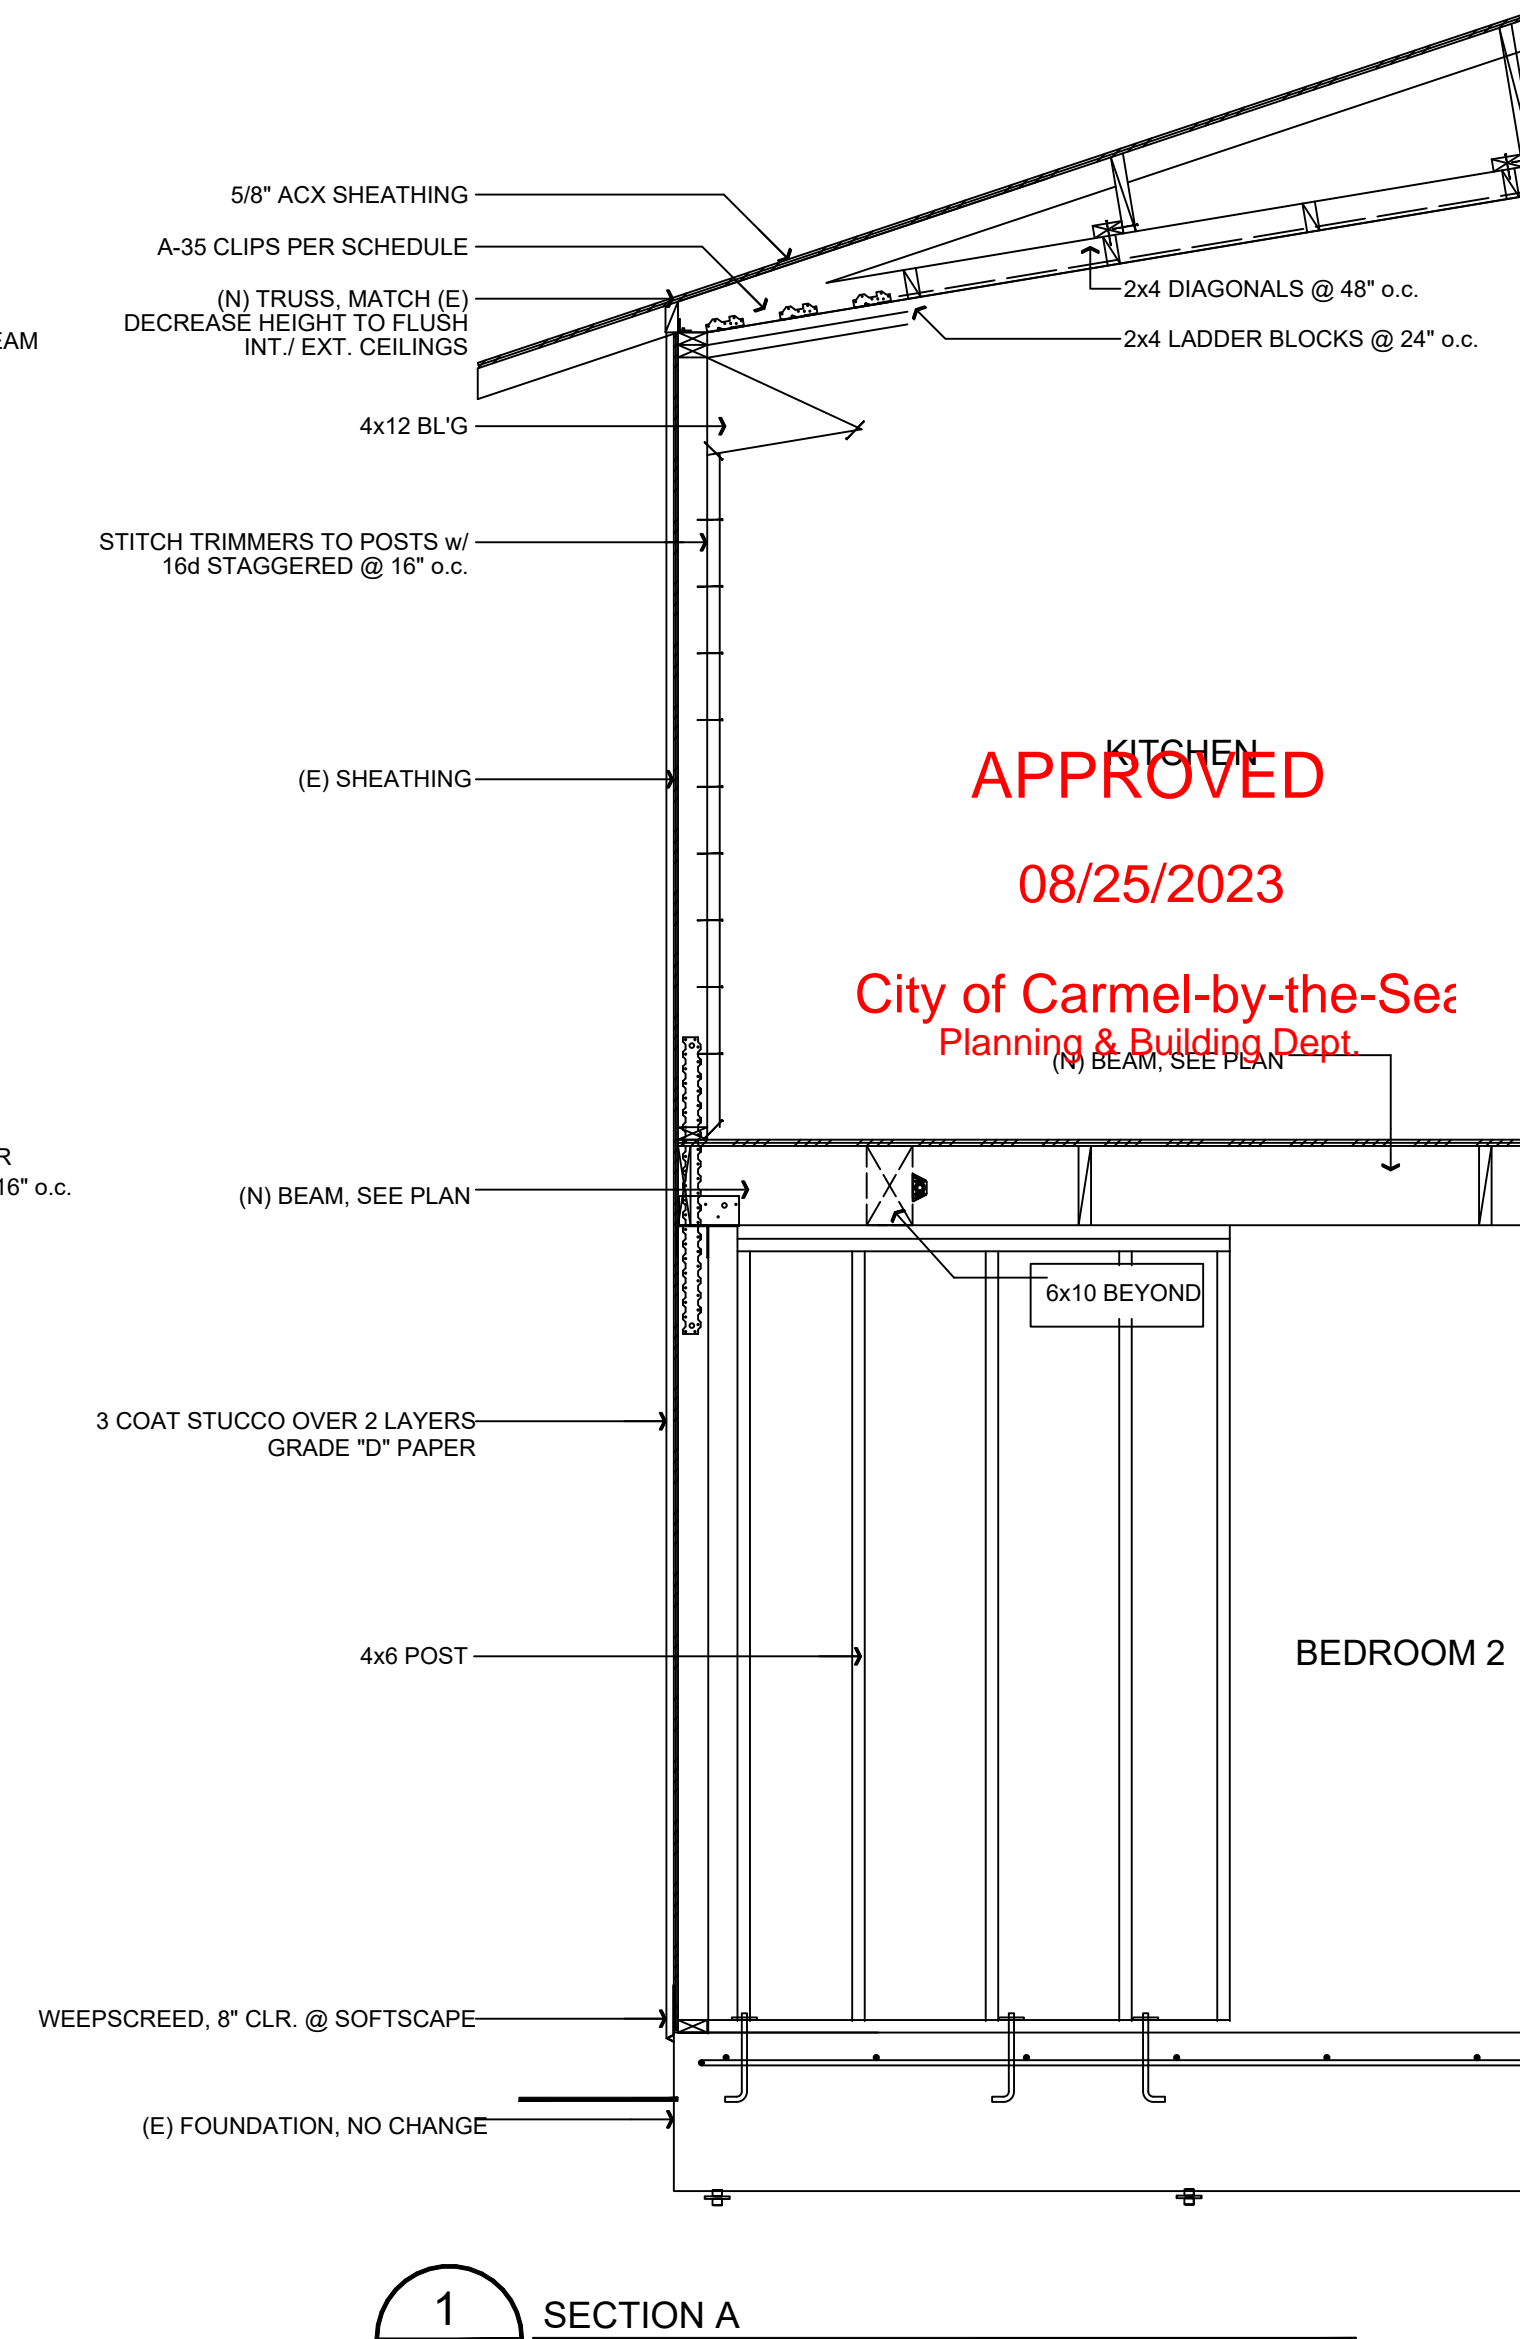 5/8" ACX SHEATHING
A-35 CLIPS PER SCHEDULE
(N) TRUSS, MATCH (E)
DECREASE HEIGHT TO FLUSH
INT./ EXT. CEILINGS
2x4 DIAGONALS @ 48" o.c.
2x4 LADDER BLOCKS @ 24" o.c.
4x12 BL'G
STITCH TRIMMERS TO POSTS w/
16d STAGGERED @ 16" o.c.
(E) SHEATHING
KITCHEN
APPROVED
08/25/2023
City of Carmel-by-the-Sea
Planning & Building Dept.
(N) BEAM, SEE PLAN
16" o.c.
(N) BEAM, SEE PLAN
6x10 BEYOND
3 COAT STUCCO OVER 2 LAYERS
GRADE "D" PAPER
4x6 POST
BEDROOM 2
WEEPSCREED, 8" CLR. @ SOFTSCAPE
(E) FOUNDATION, NO CHANGE
1
SECTION A